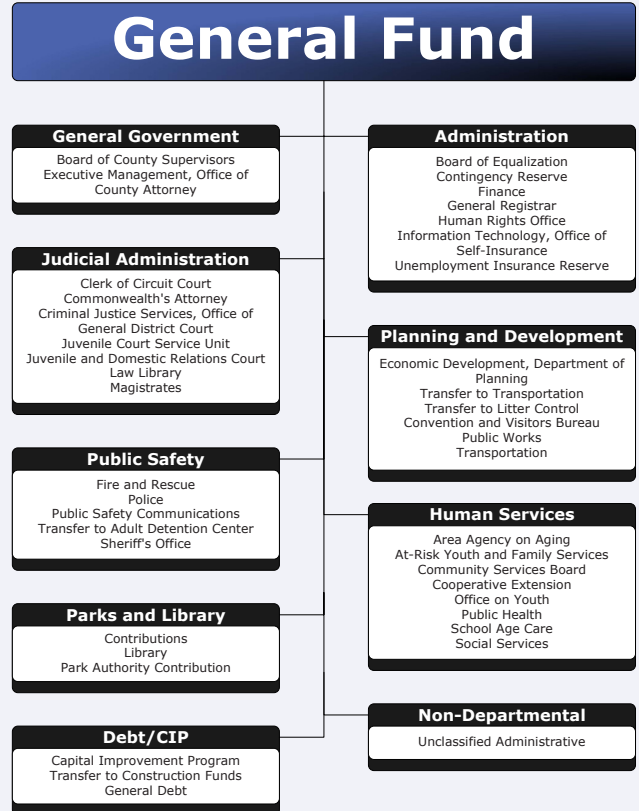 General Fund
General Government
Board of County Supervisors
Executive Management, Office of
County Attorney
Judicial Administration
Clerk of Circuit Court
Commonwealth's Attorney
Criminal Justice Services, Office of
General District Court
Juvenile Court Service Unit
Juvenile and Domestic Relations Court
Law Library
Magistrates
Public Safety
Fire and Rescue
Police
Public Safety Communications
Transfer to Adult Detention Center
Sheriff's Office
Parks and Library
Contributions
Library
Park Authority Contribution
Debt/CIP
Capital Improvement Program
Transfer to Construction Funds
General Debt
Administration
Board of Equalization
Contingency Reserve
Finance
General Registrar
Human Rights Office
Information Technology, Office of
Self-Insurance
Unemployment Insurance Reserve
Planning and Development
Economic Development, Department of
Planning
Transfer to Transportation
Transfer to Litter Control
Convention and Visitors Bureau
Public Works
Transportation
Human Services
Area Agency on Aging
At-Risk Youth and Family Services
Community Services Board
Cooperative Extension
Office on Youth
Public Health
School Age Care
Social Services
Non-Departmental
Unclassified Administrative